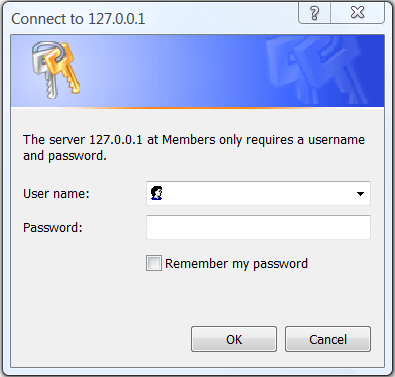 Connect to 127.0.0.1
?
The server 127.0.0.1 at Members only requires a username
and password.
User name:
Password:
Remember my password
OK Cancel